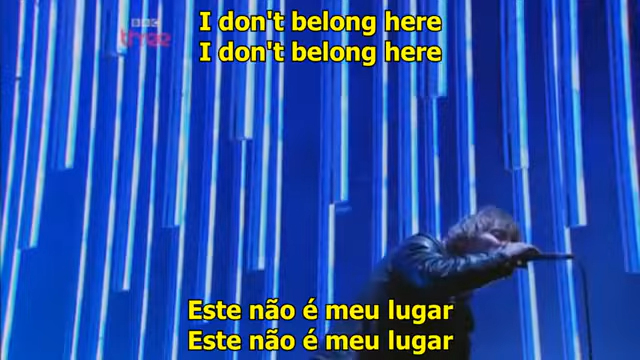 BBC
three
I don't belong here
I don't belong here
Este não é meu lugar
Este não é meu lugar